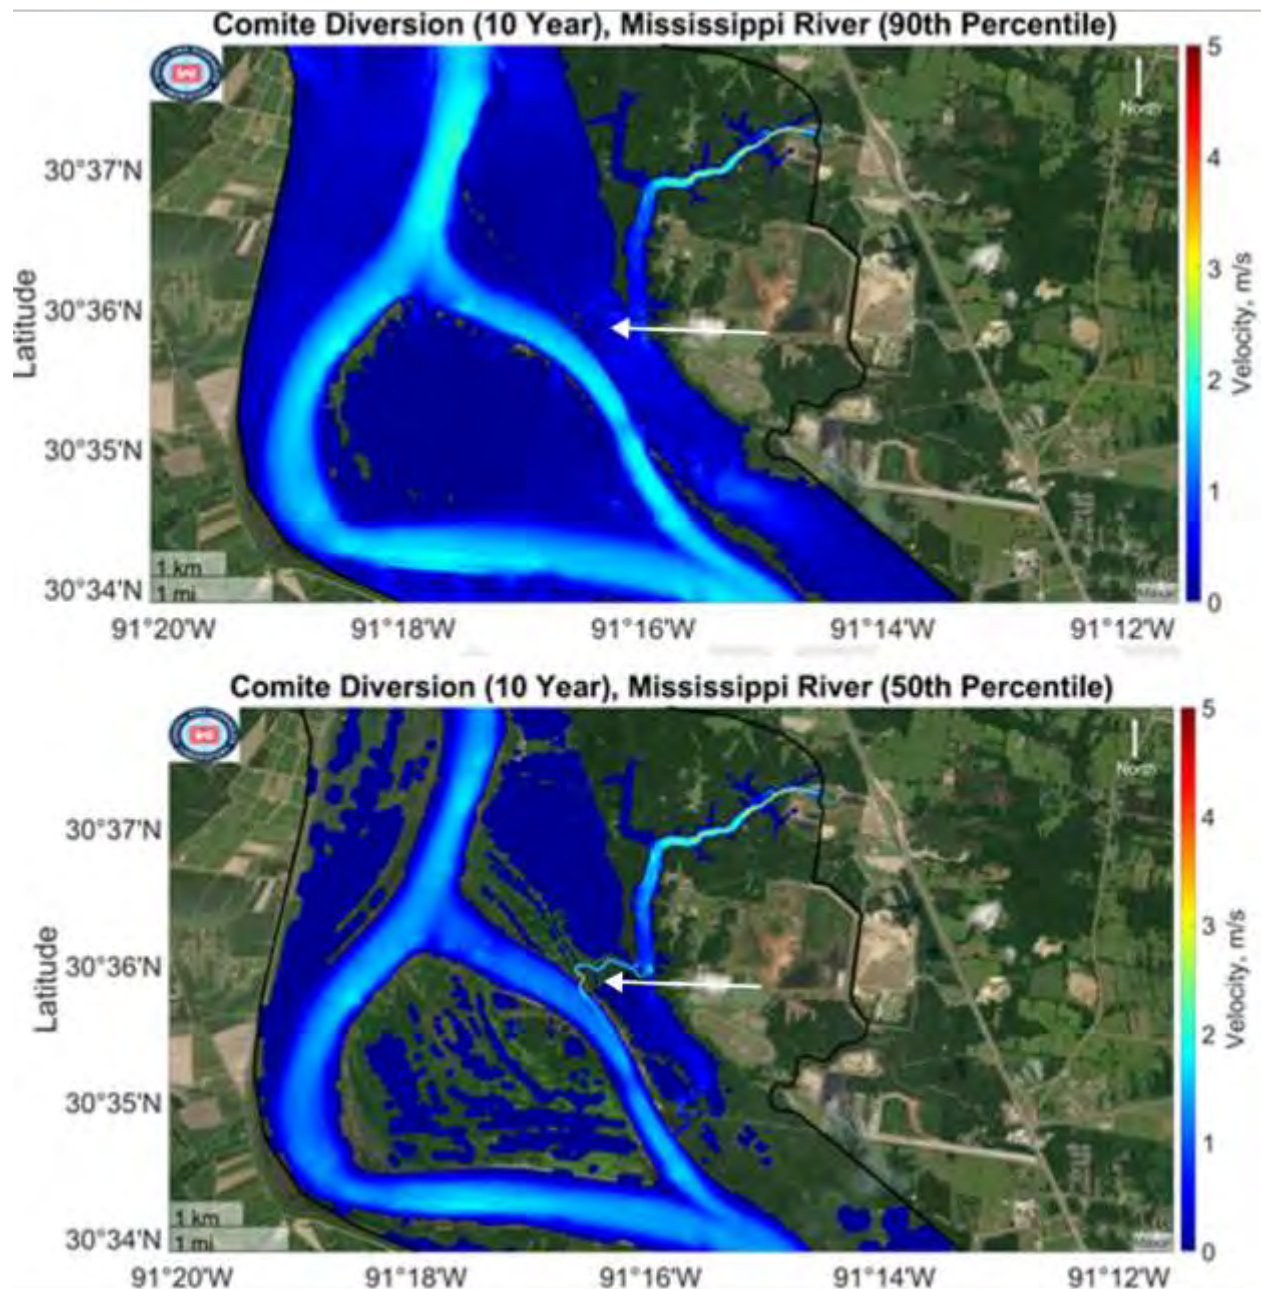 Comite Diversion (10 Year), Mississippi River (90th Percentile)
North
5
4
3
2
1
0
Velocity, m/s
Latitude
30°37'N
30°36'N
30°35'N
30°34'N
1 km
1 mi
Maxar
91°20'W 91°18'W 91°16'W 91°14'W 91°12'W
Comite Diversion (10 Year), Mississippi River (50th Percentile)
North
5
4
3
2
1
0
Velocity, m/s
Latitude
30°37'N
30°36'N
30°35'N
30°34'N
1 km
1 mi
Maxar
91°20'W 91°18'W 91°16'W 91°14'W 91°12'W